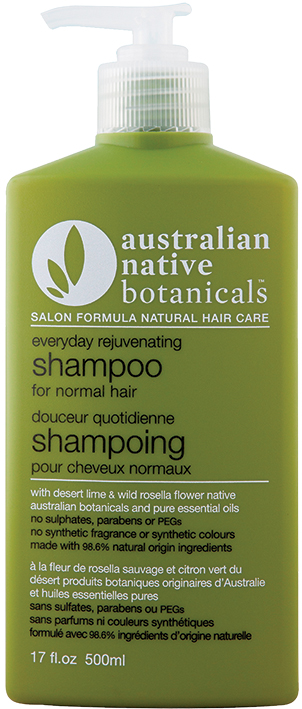 australian
native
botanicals™
SALON FORMULA NATURAL HAIR CARE
everyday rejuvenating
shampoo
for normal hair
douceur quotidienne
shampoing
pour cheveux normaux
with desert lime & wild rosella flower native
australian botanicals and pure essential oils
no sulphates, parabens or PEGs
no synthetic fragrance or synthetic colours
made with 98.6% natural origin ingredients
à la fleur de rosella sauvage et citron vert du
désert produits botaniques originaires d'Australie
et huiles essentielles pures
sans sulfates, parabens ou PEGs
sans parfums ni couleurs synthétiques
formulé avec 98.6% ingrédients d'origine naturelle
17 fl.oz 500ml